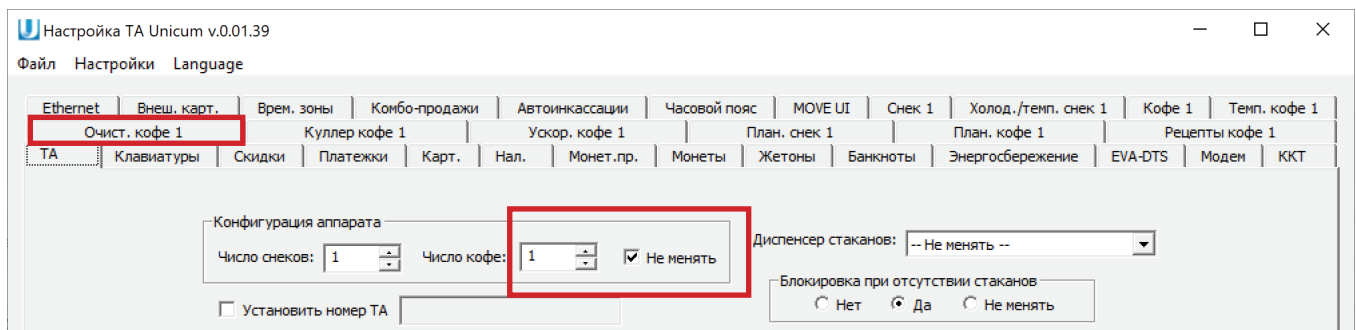 Настройка TA Unicum v.0.01.39
Файл Настройки Language
Ethernet Внеш. карт. Врем. зоны Комбо-продажи Автоинкассации Часовой пояс MOVE UI Снек 1 Холод./темп. снек 1 Кофе 1 Темп. кофе 1
Очист. кофе 1 Куллер кофе 1 Ускор. кофе 1 План. снек 1 План. кофе 1 Рецепты кофе 1
ТА Клавиатуры Скидки Платежки Карт. Нал. Монет.пр. Монеты Жетоны Банкноты Энергосбережение EVA-DTS Модем ККТ
Конфигурация аппарата
Число снеков: 1 Число кофе: 1 Не менять
Диспенсер стаканов: -- Не менять --
Блокировка при отсутствии стаканов
Нет Да Не менять
Установить номер ТА